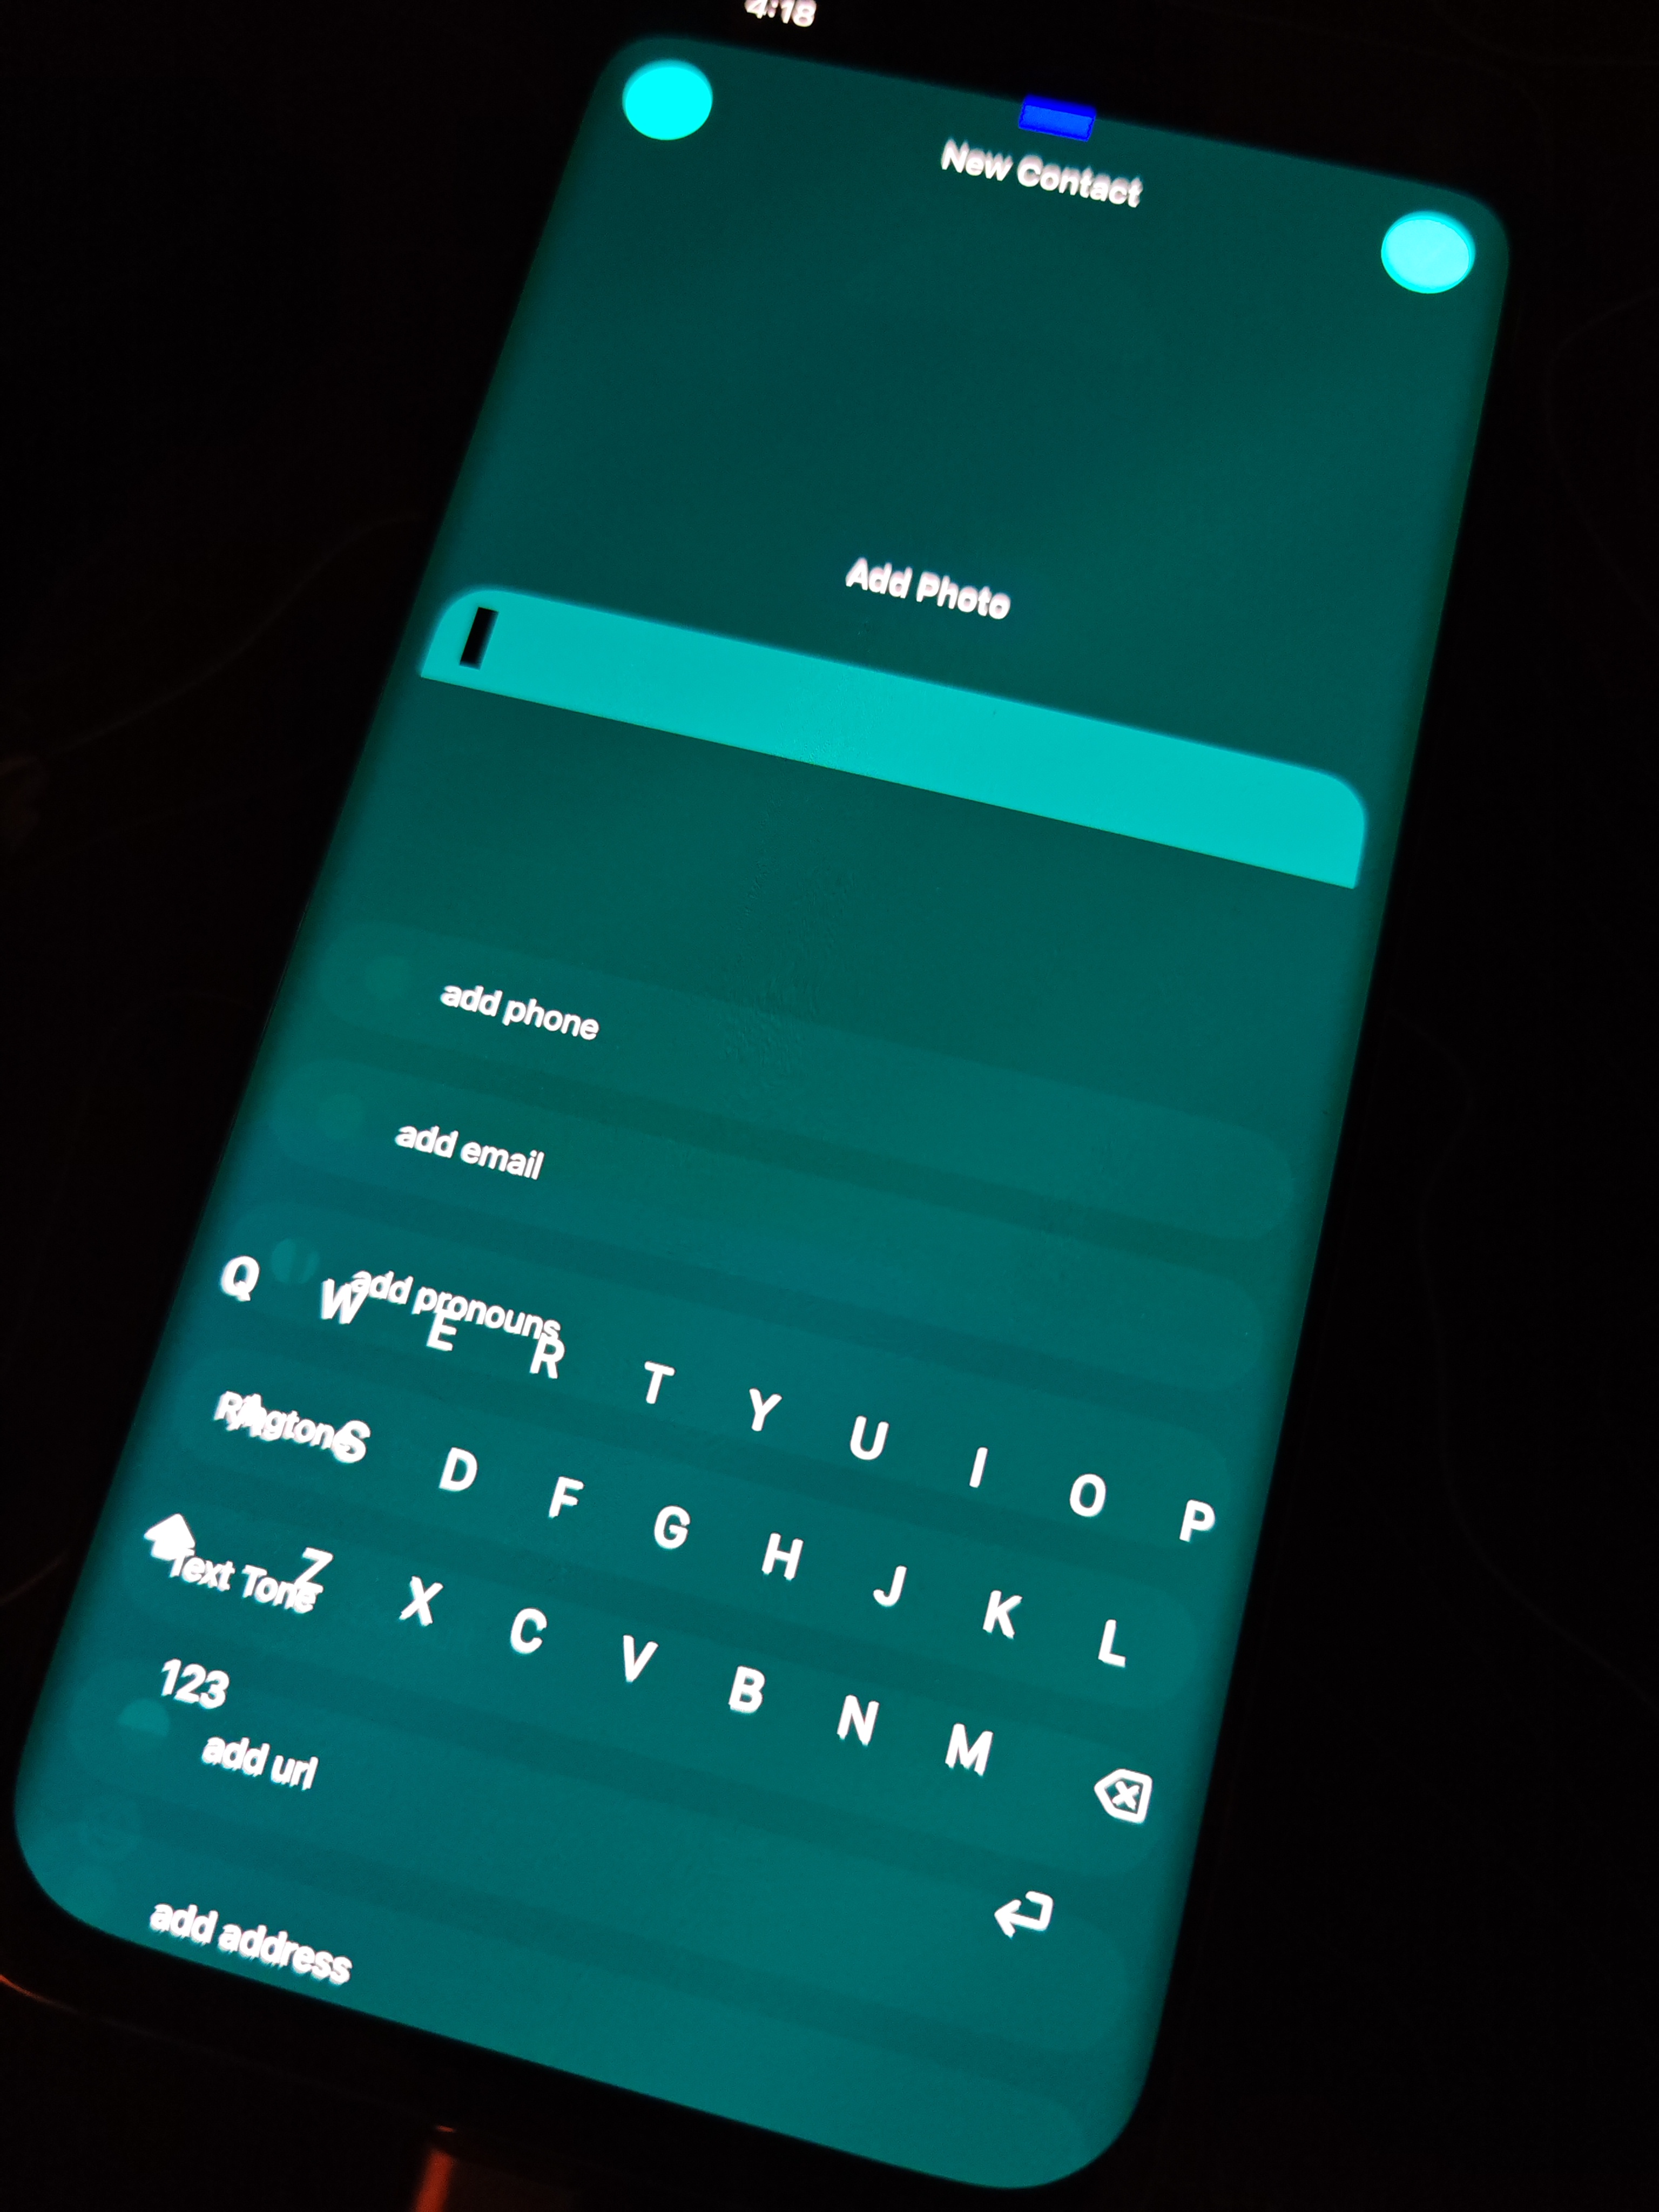 4:18
New Contact
Add Photo
add phone
add email
add pronouns
Q W E R T Y U I O P
Ringtone
A S D F G H J K L
Text Tone
Z X C V B N M
123
add url
add address